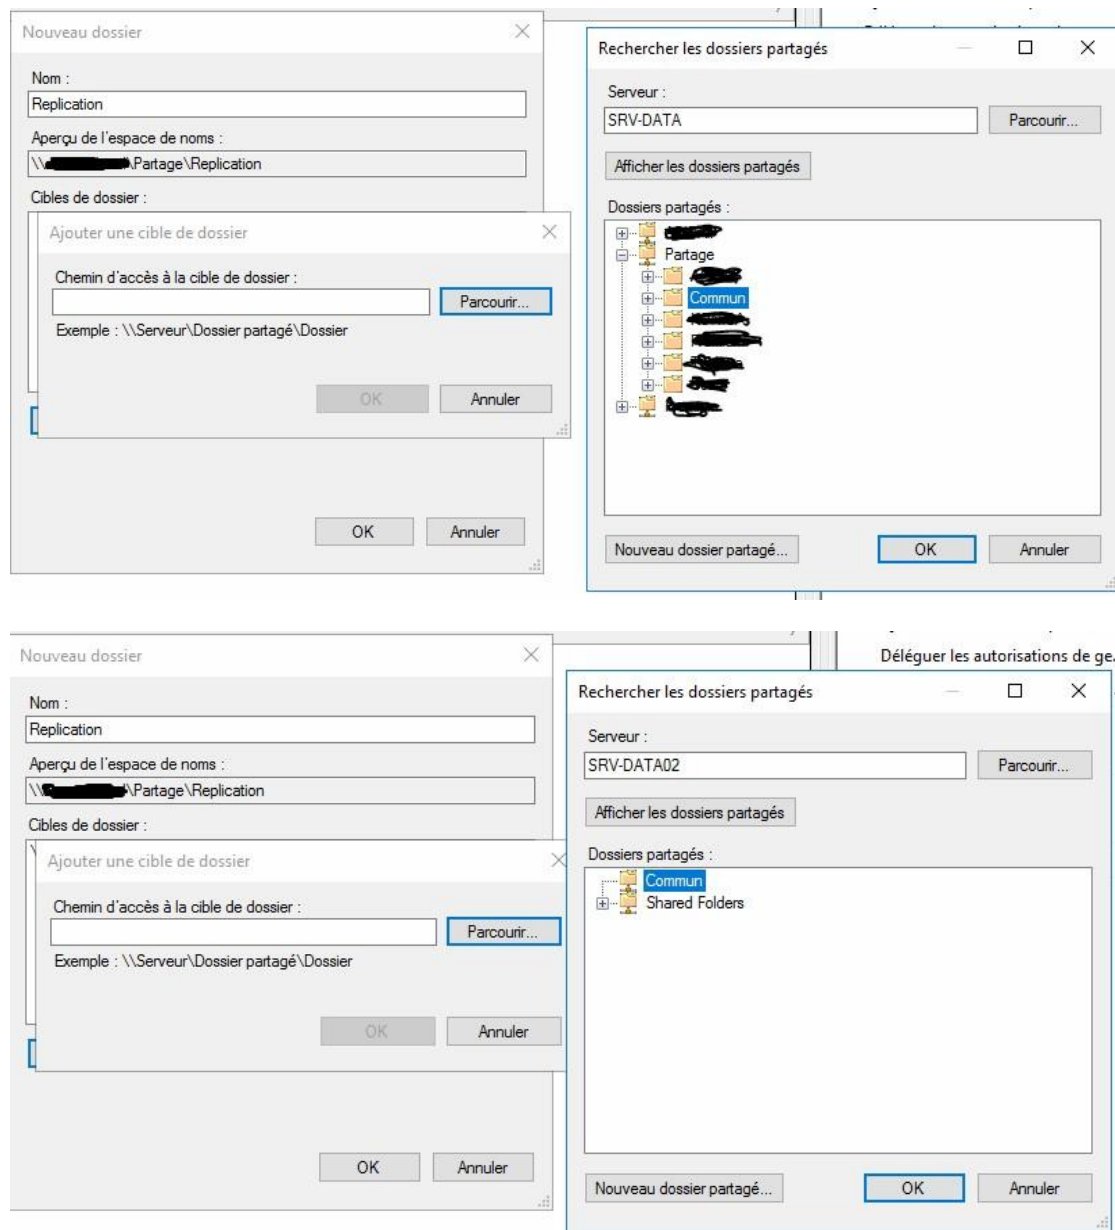 Nouveau dossier
Nom :
Replication
Aperçu de l'espace de noms :
\\ \Partage\Replication
Cibles de dossier :
Ajouter une cible de dossier
Chemin d'accès à la cible de dossier :
Parcourir...
Exemple : \\Serveur\Dossier partagé\Dossier
OK Annuler
OK Annuler
Rechercher les dossiers partagés
Serveur :
SRV-DATA Parcourir...
Afficher les dossiers partagés
Dossiers partagés :
Partage
Commun
Nouveau dossier partagé... OK Annuler
Nouveau dossier
Nom :
Replication
Aperçu de l'espace de noms :
\\ \Partage\Replication
Cibles de dossier :
Ajouter une cible de dossier
Chemin d'accès à la cible de dossier :
Parcourir...
Exemple : \\Serveur\Dossier partagé\Dossier
OK Annuler
OK Annuler
Déléguer les autorisations de ge.
Rechercher les dossiers partagés
Serveur :
SRV-DATA02 Parcourir...
Afficher les dossiers partagés
Dossiers partagés :
Commun
Shared Folders
Nouveau dossier partagé... OK Annuler